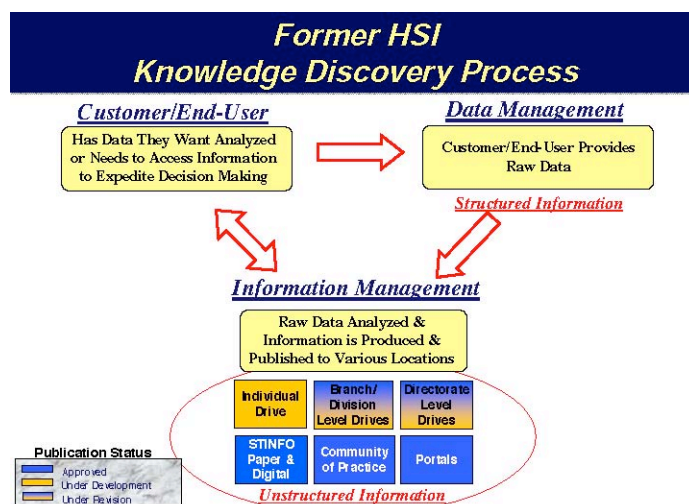 Former HSI
Knowledge Discovery Process
Customer/End-User
Has Data They Want Analyzed
or Needs to Access Information
to Expedite Decision Making
Data Management
Customer/End-User Provides
Raw Data
Structured Information
Information Management
Raw Data Analyzed &
Information is Produced &
Published to Various Locations
Individual
Drive
Branch/
Division
Level Drives
Directorate
Level
Drives
STINFO
Paper &
Digital
Community
of Practice
Portals
Unstructured Information
Publication Status
Approved
Under Development
Under Revision